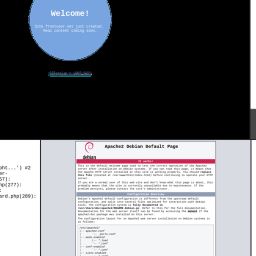 Welcome!
Site froxuser.net just created.
Real content coming soon.
ght...') #2
er-
57):
hp(277):
oard.php(209):
Apache2 Debian Default Page
debian
It works!
This is the default welcome page used to test the correct operation of the Apache2
server after installation on Debian systems. If you can read this page, it means that
the Apache HTTP server installed at this site is working properly. You should replace
this file (located at /var/www/html/index.html) before continuing to operate your HTTP
server.
If you are a normal user of this web site and don't know what this page is about, this
probably means that the site is currently unavailable due to maintenance. If the
problem persists, please contact the site's administrator.
Configuration Overview
Debian's Apache2 default configuration is different from the upstream default
configuration, and split into several files optimized for interaction with Debian
tools. The configuration system is fully documented in
/usr/share/doc/apache2/README.Debian.gz. Refer to this for the full documentation.
Documentation for the web server itself can be found by accessing the manual if the
apache2-doc package was installed on this server.
The configuration layout for an Apache2 web server installation on Debian systems is
as follows:
/etc/apache2/
|-- apache2.conf
|   `-- ports.conf
|-- mods-enabled
|   |-- *.load
|   `-- *.conf
|-- conf-enabled
|   `-- *.conf
|-- sites-enabled